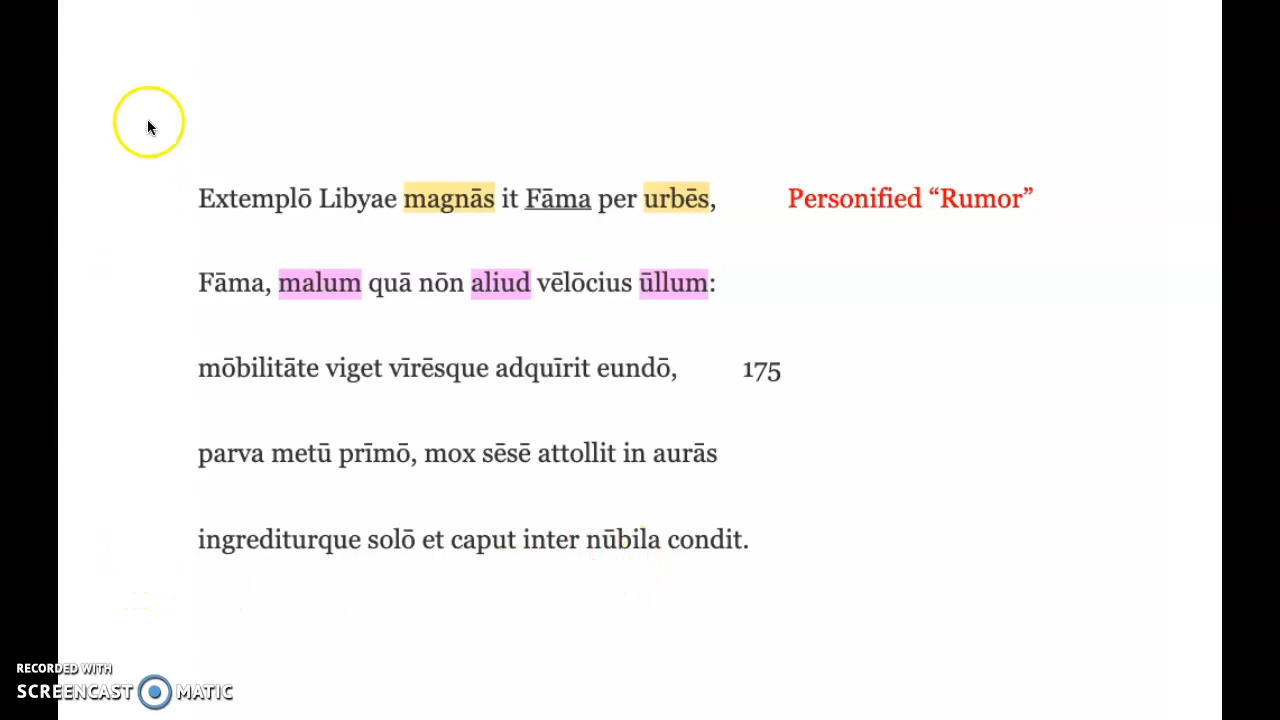 Extemplō Libyae magnās it Fāma per urbēs, Personified “Rumor”
Fāma, malum quā nōn aliud vēlōcius ūllum:
mōbilitāte viget vīrēsque adquīrit eundō, 175
parva metū prīmō, mox sēsē attollit in aurās
ingrediturque solō et caput inter nūbila condit.
RECORDED WITH
SCREENCAST MATIC